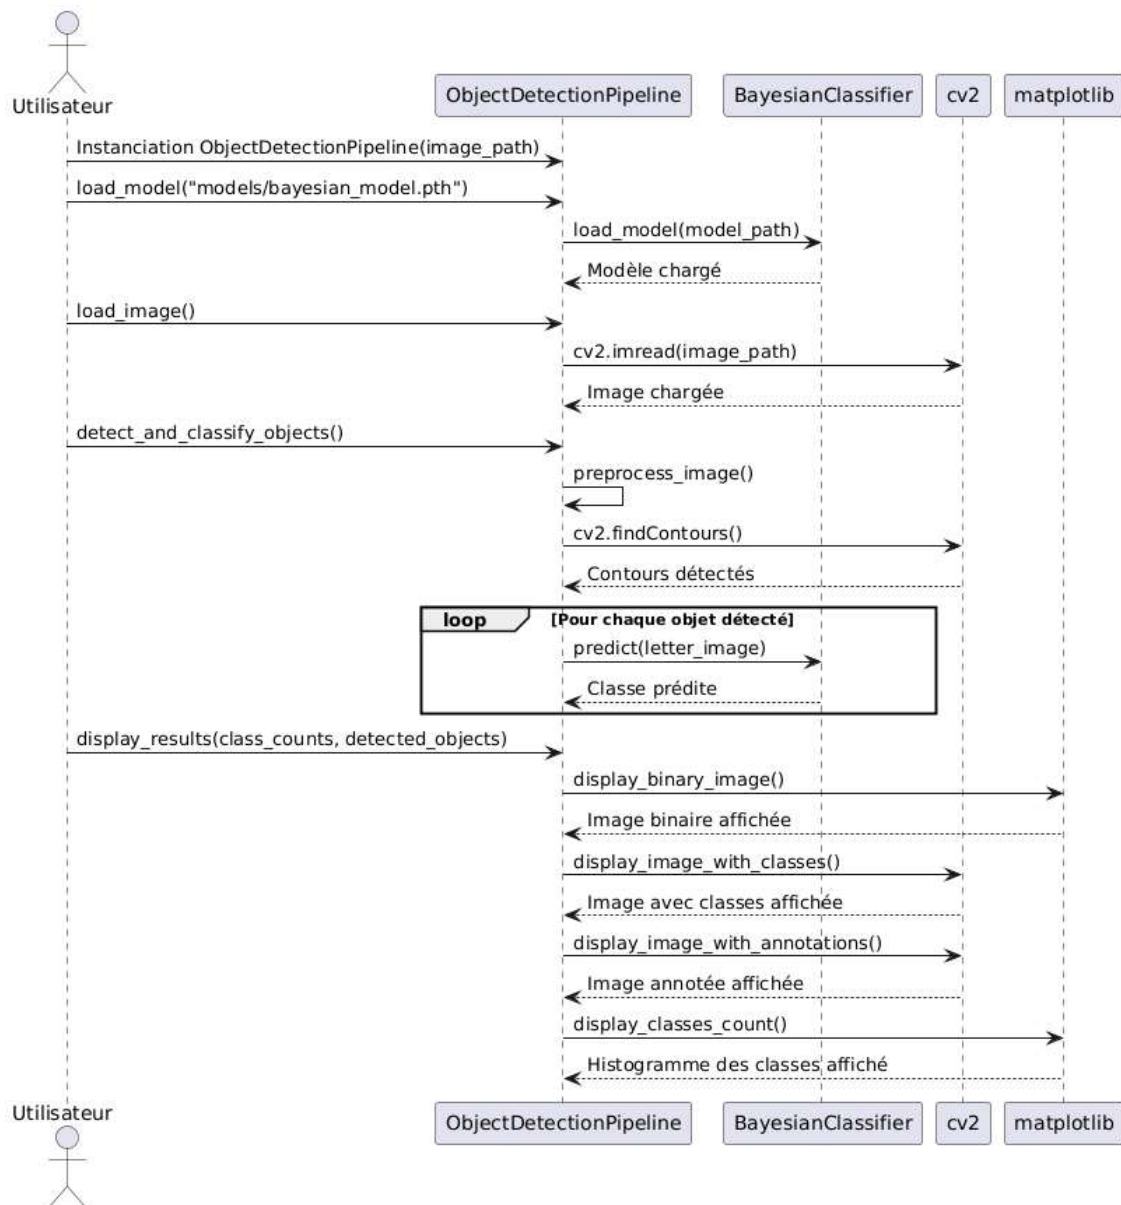 Utilisateur
ObjectDetectionPipeline
BayesianClassifier
cv2
matplotlib
Instanciation ObjectDetectionPipeline(image_path)
load_model("models/bayesian_model.pth")
load_model(model_path)
Modèle chargé
load_image()
cv2.imread(image_path)
Image chargée
detect_and_classify_objects()
preprocess_image()
cv2.findContours()
Contours détectés
loop
[Pour chaque objet détecté]
predict(letter_image)
Classe prédite
display_results(class_counts, detected_objects)
display_binary_image()
Image binaire affichée
display_image_with_classes()
Image avec classes affichée
display_image_with_annotations()
Image annotée affichée
display_classes_count()
Histogramme des classes affiché
Utilisateur
ObjectDetectionPipeline
BayesianClassifier
cv2
matplotlib